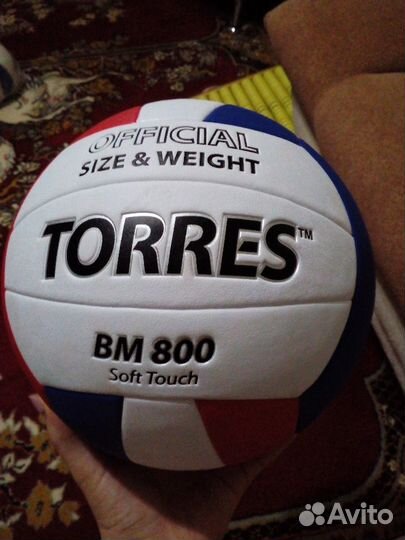 OFFICIAL
SIZE & WEIGHT
TORRES™
BM 800
Soft Touch
Avito